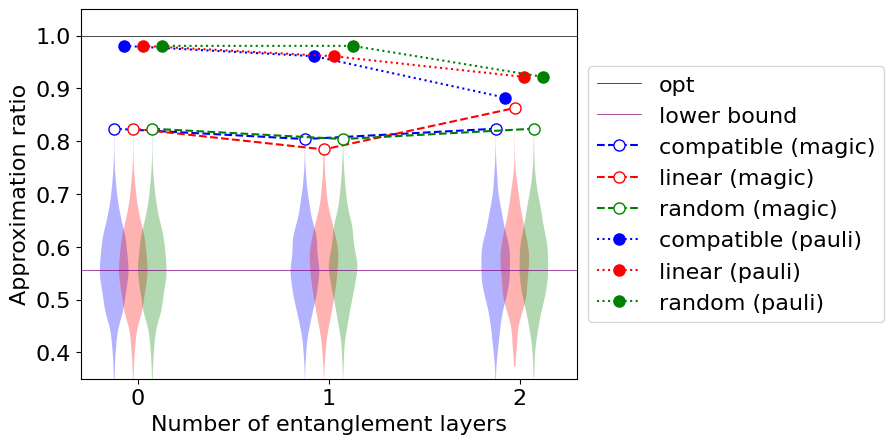 1.0
0.9
0.8
0.7
0.6
0.5
0.4
Approximation ratio
0 1 2
Number of entanglement layers
opt
lower bound
compatible (magic)
linear (magic)
random (magic)
compatible (pauli)
linear (pauli)
random (pauli)